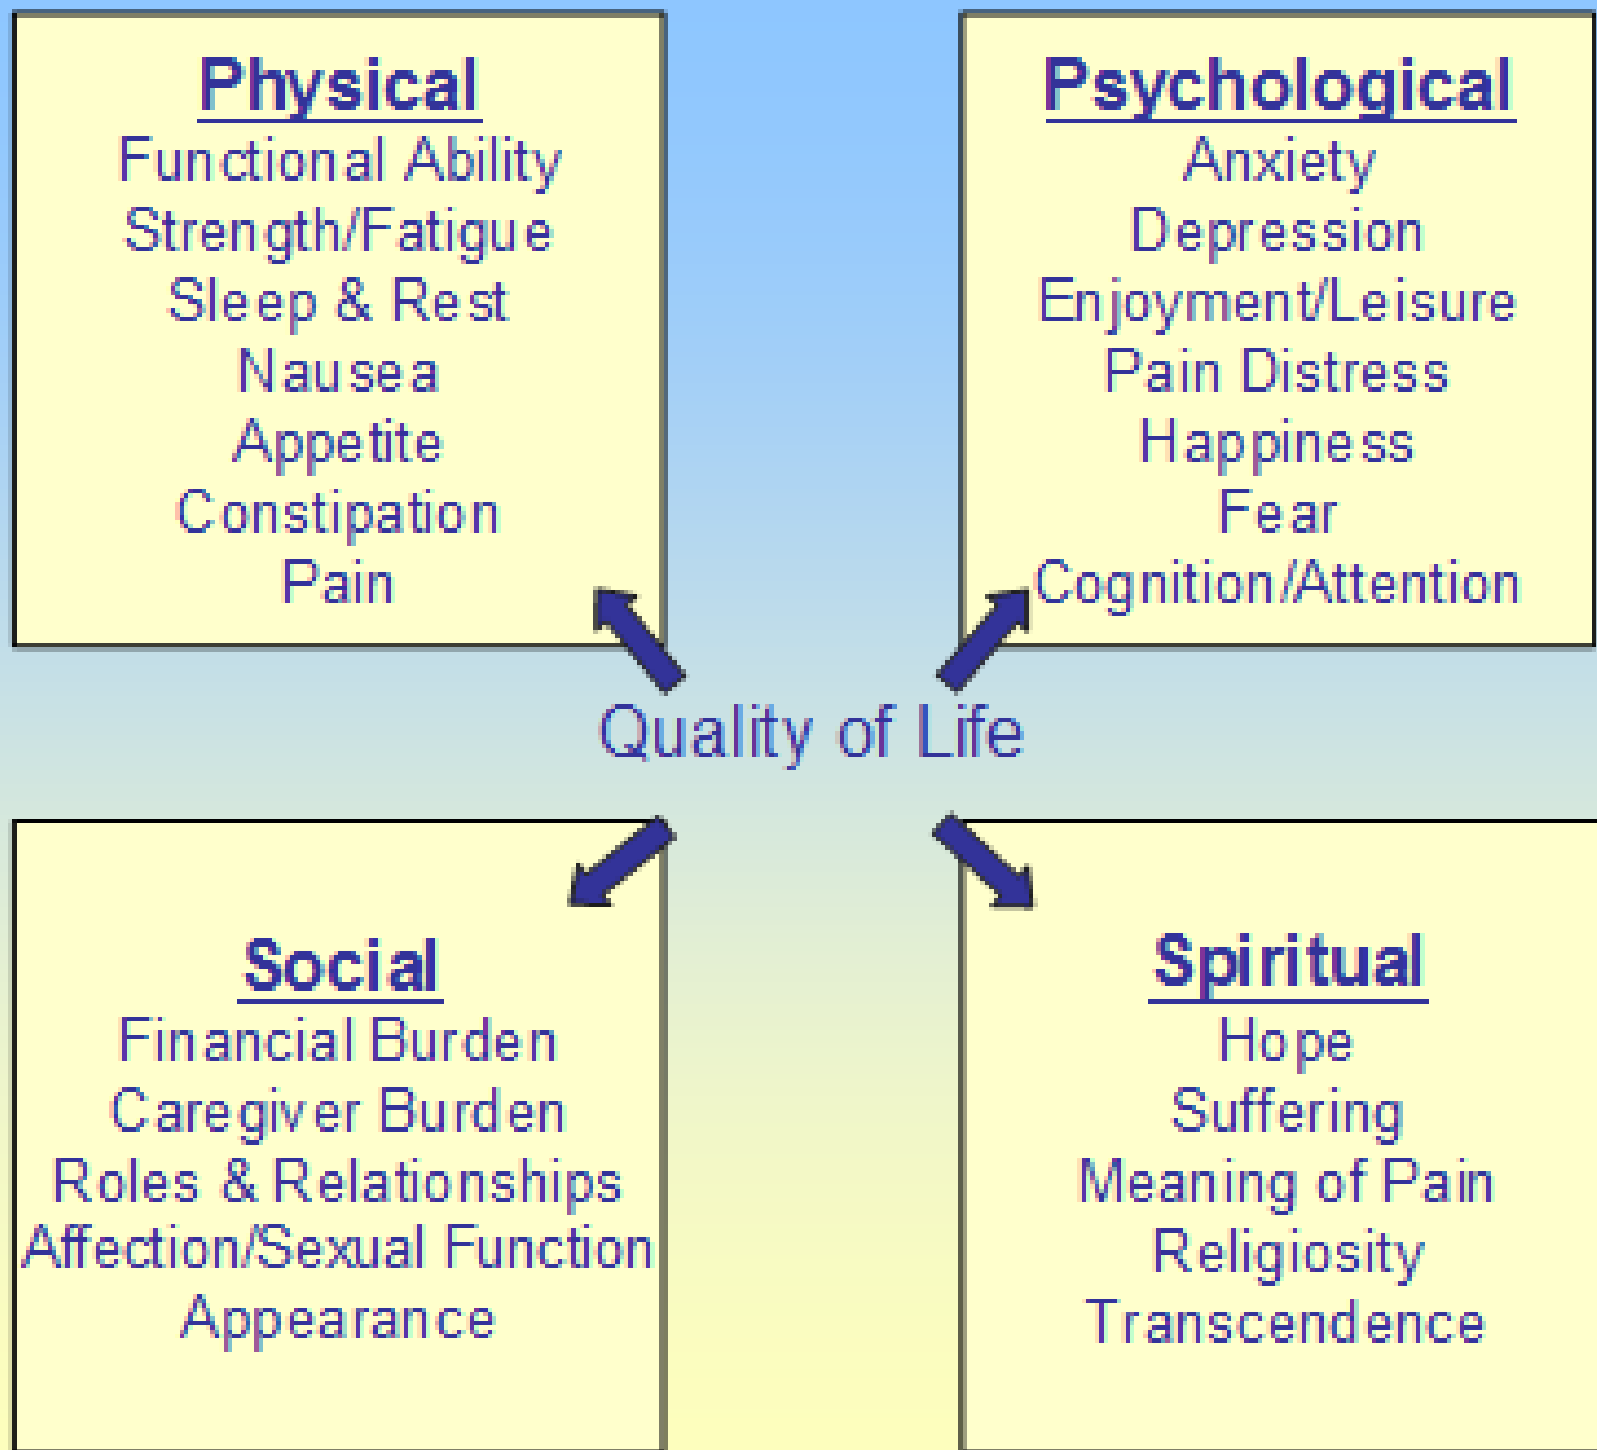 Physical
Functional Ability
Strength/Fatigue
Sleep & Rest
Nausea
Appetite
Constipation
Pain
Psychological
Anxiety
Depression
Enjoyment/Leisure
Pain Distress
Happiness
Fear
Cognition/Attention
Quality of Life
Social
Financial Burden
Caregiver Burden
Roles & Relationships
Affection/Sexual Function
Appearance
Spiritual
Hope
Suffering
Meaning of Pain
Religiosity
Transcendence